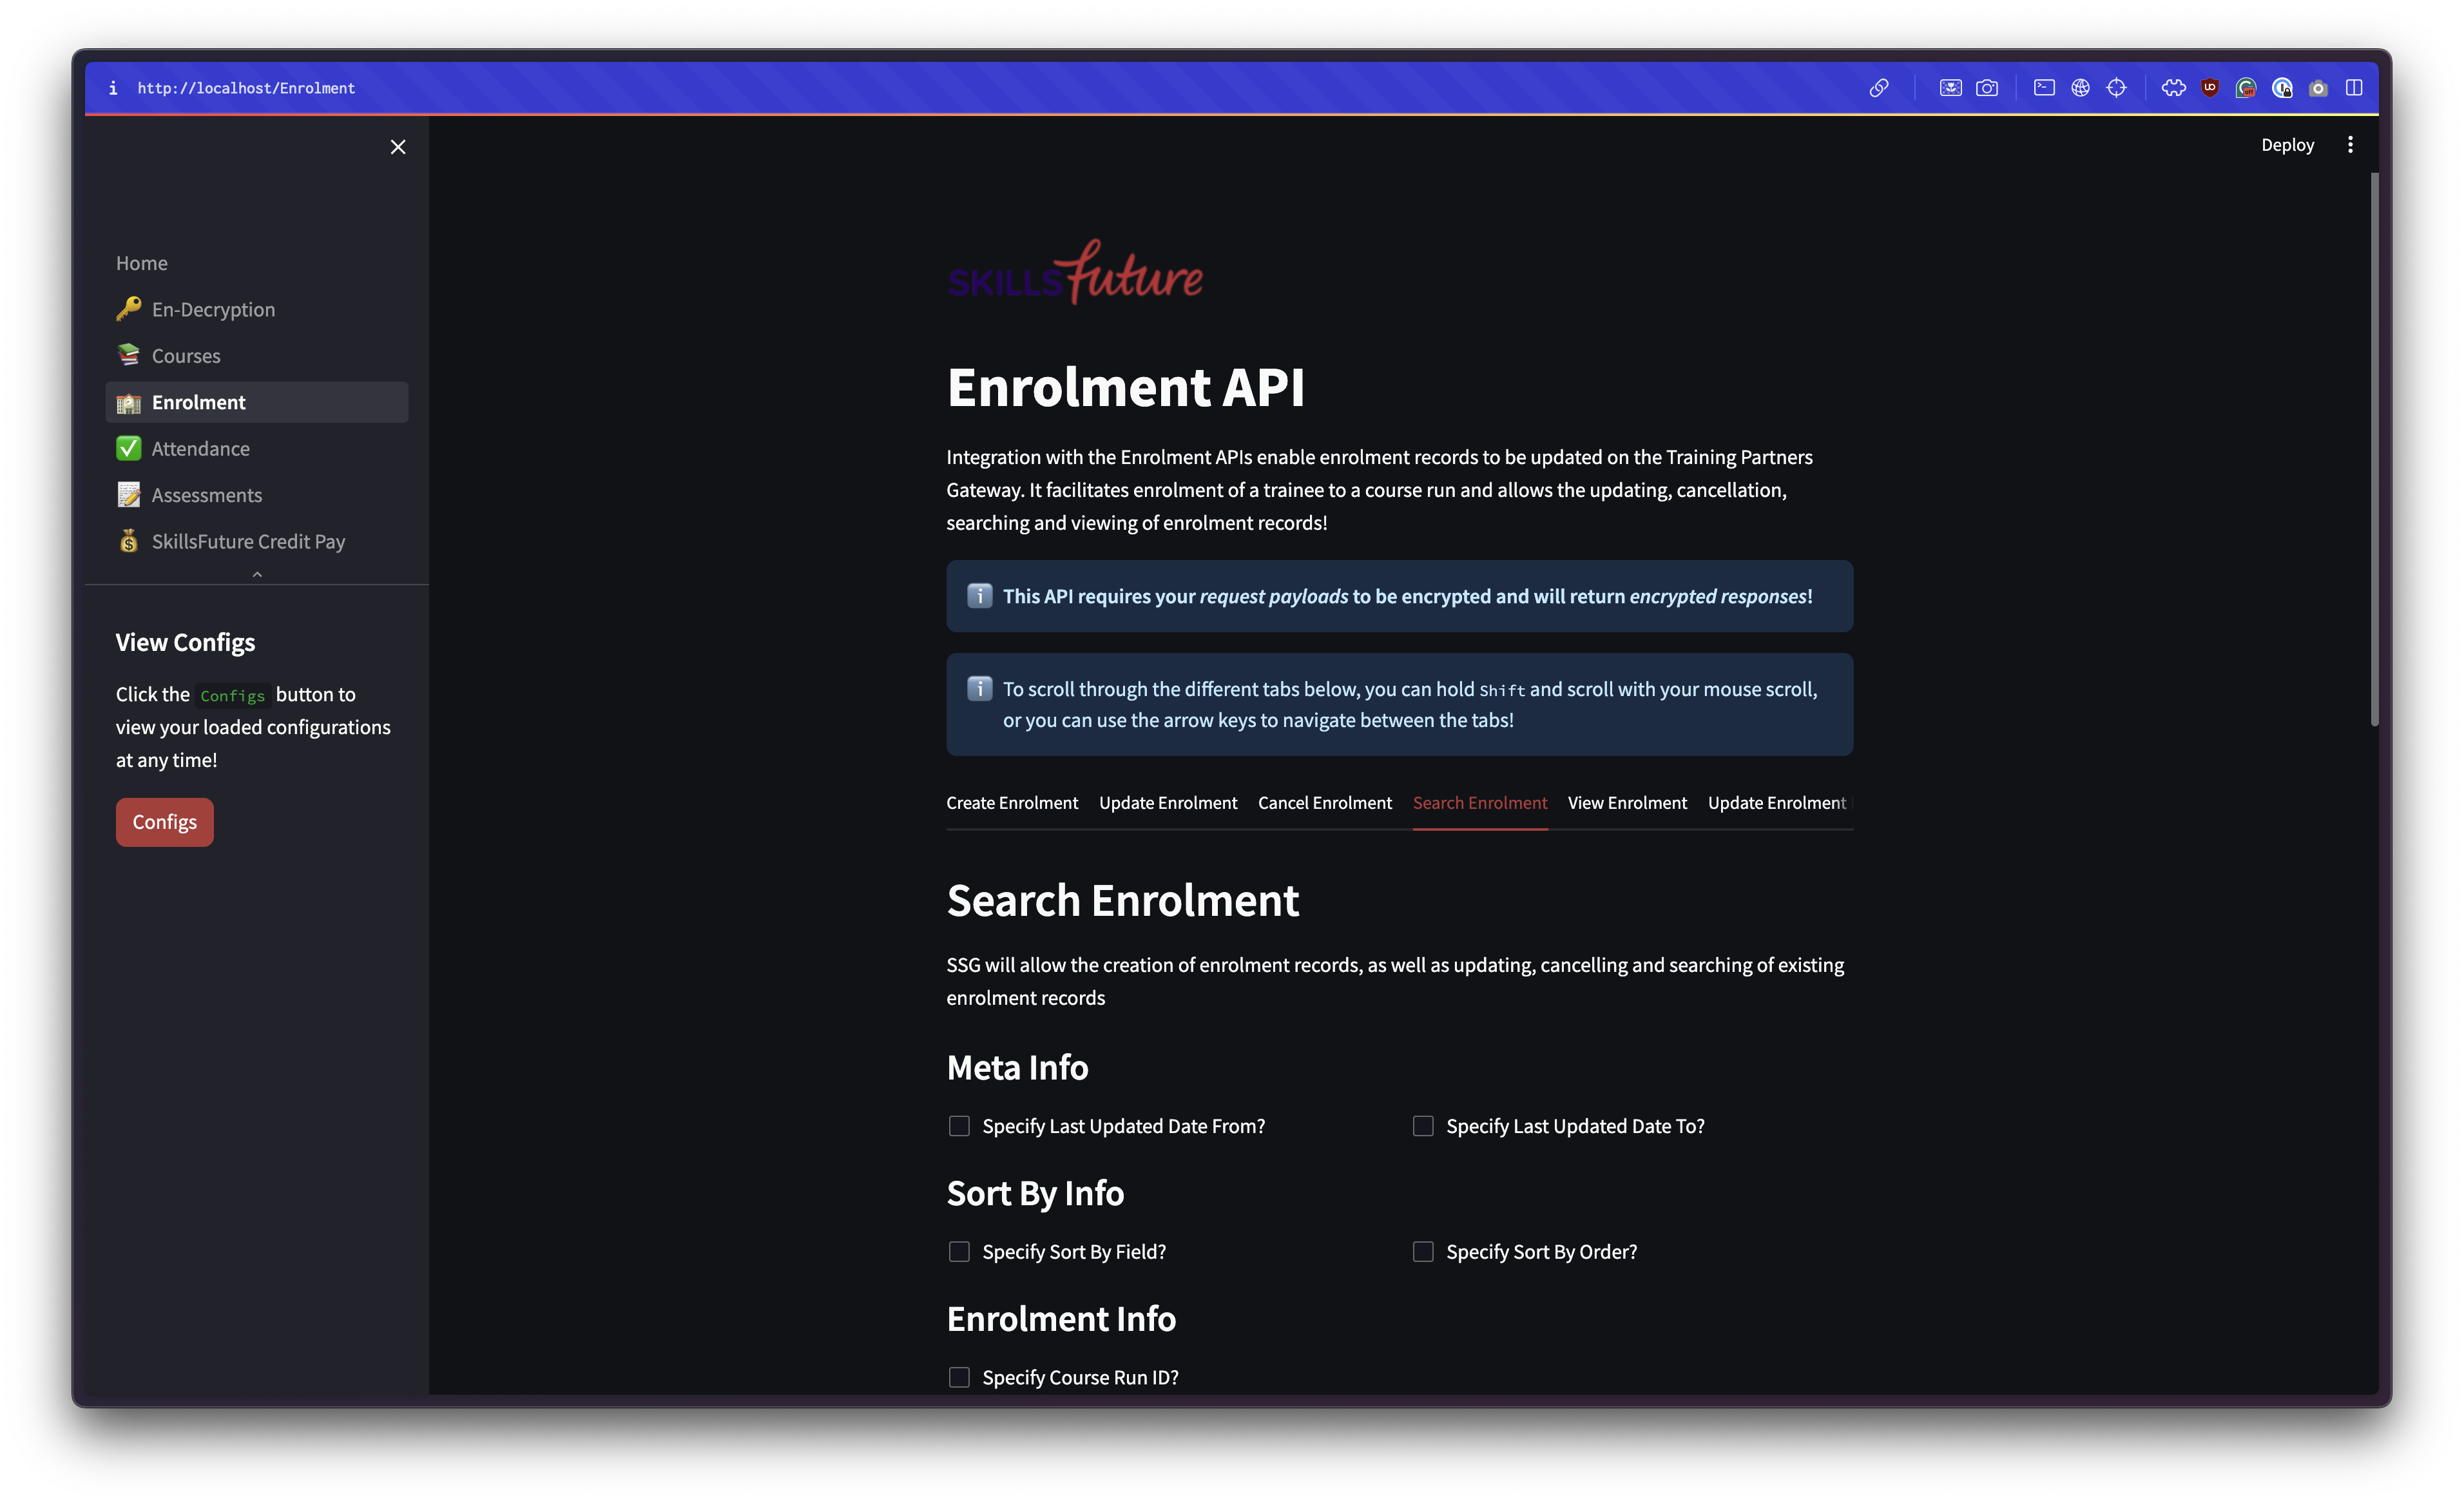 i http://localhost/Enrolment
Deploy
Home
En-Decryption
Courses
Enrolment
Attendance
Assessments
SkillsFuture Credit Pay
View Configs
Click the Configs button to
view your loaded configurations
at any time!
Configs
SKILLSfuture
Enrolment API
Integration with the Enrolment APIs enable enrolment records to be updated on the Training Partners
Gateway. It facilitates enrolment of a trainee to a course run and allows the updating, cancellation,
searching and viewing of enrolment records!
i This API requires your request payloads to be encrypted and will return encrypted responses!
i To scroll through the different tabs below, you can hold Shift and scroll with your mouse scroll,
or you can use the arrow keys to navigate between the tabs!
Create Enrolment Update Enrolment Cancel Enrolment Search Enrolment View Enrolment Update Enrolment
Search Enrolment
SSG will allow the creation of enrolment records, as well as updating, cancelling and searching of existing
enrolment records
Meta Info
Specify Last Updated Date From? Specify Last Updated Date To?
Sort By Info
Specify Sort By Field? Specify Sort By Order?
Enrolment Info
Specify Course Run ID?